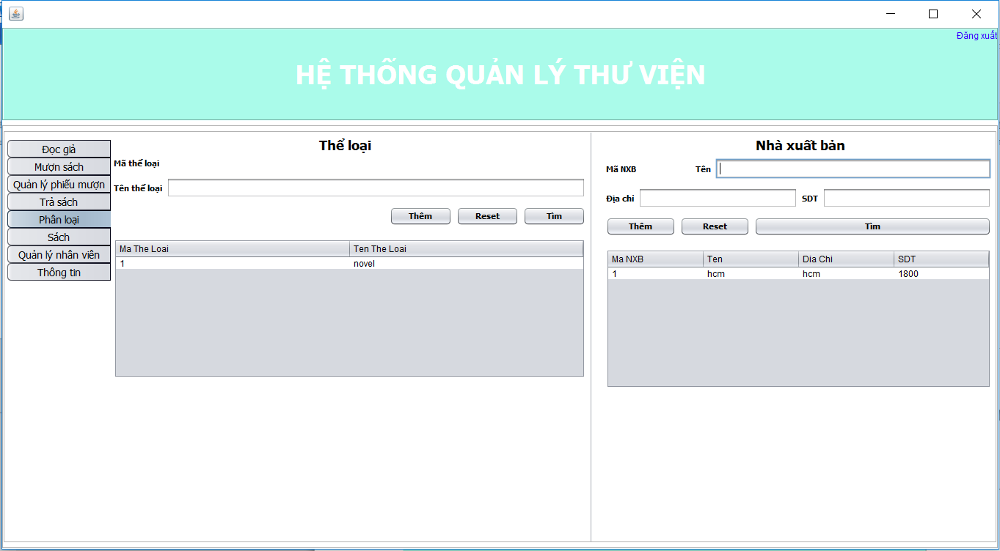 Đăng xuất
HỆ THỐNG QUẢN LÝ THƯ VIỆN
Đọc giả
Mượn sách
Quản lý phiếu mượn
Trả sách
Phân loại
Sách
Quản lý nhân viên
Thông tin
Thể loại
Mã thể loại
Tên thể loại
Thêm Reset Tìm
Ma The Loai Ten The Loai
1 novel
Nhà xuất bản
Mã NXB Tên
Địa chỉ SDT
Thêm Reset Tìm
Ma NXB Ten Dia Chi SDT
1 hcm hcm 1800